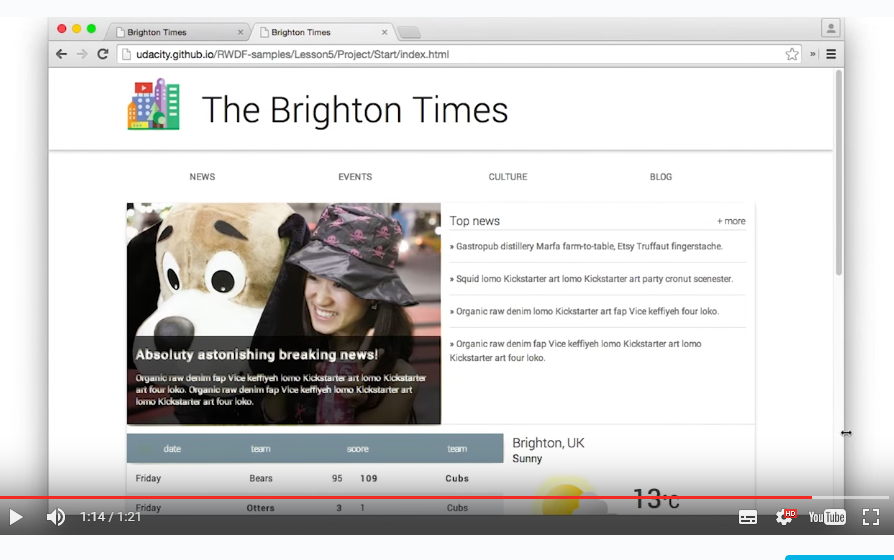 Brighton Times
Brighton Times
udacity.github.io/RWDF-samples/Lesson5/Project/Start/index.html
The Brighton Times
NEWS EVENTS CULTURE BLOG
Absoluty astonishing breaking news!
Organic raw denim fap Vice keffiyeh lomo Kickstarter art lomo Kickstarter
art four loko. Organic raw denim fap Vice keffiyeh lomo Kickstarter art lomo
Kickstarter art four loko.
Top news + more
» Gastropub distillery Marfa farm-to-table, Etsy Truffaut fingerstache.
» Squid lomo Kickstarter art lomo Kickstarter art party cronut scenester.
» Organic raw denim lomo Kickstarter art fap Vice keffiyeh four loko.
» Organic raw denim fap Vice keffiyeh lomo Kickstarter art lomo
Kickstarter art four loko.
date team score team
Friday Bears 95 109 Cubs
Friday Otters 3 1 Cubs
Brighton, UK
Sunny
13°C
1:14 / 1:21
HD
YouTube